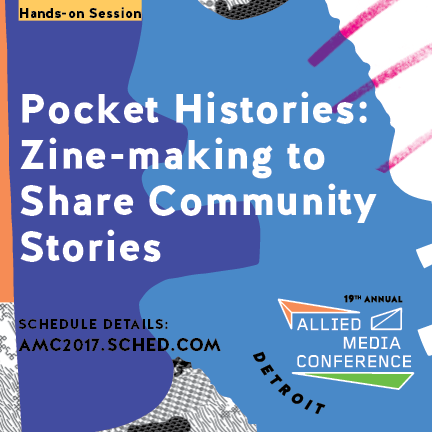 Hands-on Session
Pocket Histories:
Zine-making to
Share Community
Stories
SCHEDULE DETAILS:
AMC2017.SCHED.COM
19TH ANNUAL
ALLIED
MEDIA
CONFERENCE
DETROIT